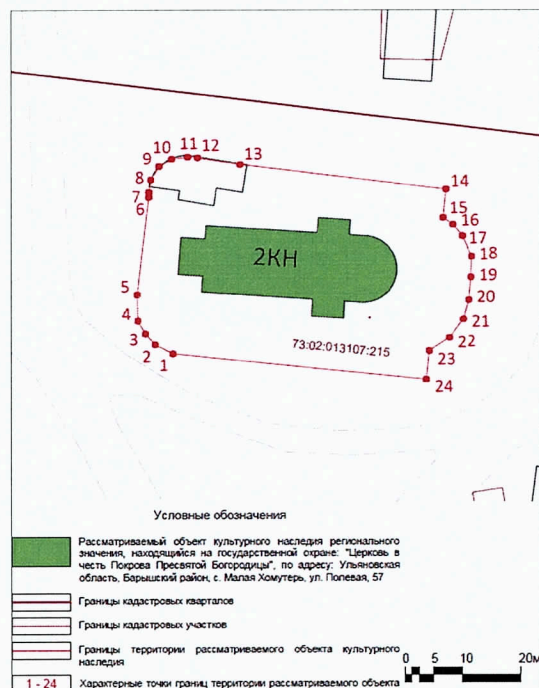 10 11 12
9 13
8 14
7
6 15
16
17
2КН 18
19
5 20
4 21
3 73:02:013107:215 22
2 1 23
24
Условные обозначения
Рассматриваемый объект культурного наследия регионального
значения, находящийся на государственной охране: "Церковь в
честь Покрова Пресвятой Богородицы", по адресу: Ульяновская
область, Барышский район, с. Малая Хомутерь, ул. Полевая, 57
Границы кадастровых кварталов
Границы кадастровых участков
Границы территории рассматриваемого объекта культурного
наследия
0 5 10 20м
1 - 24 Характерные точки границ территории рассматриваемого объекта